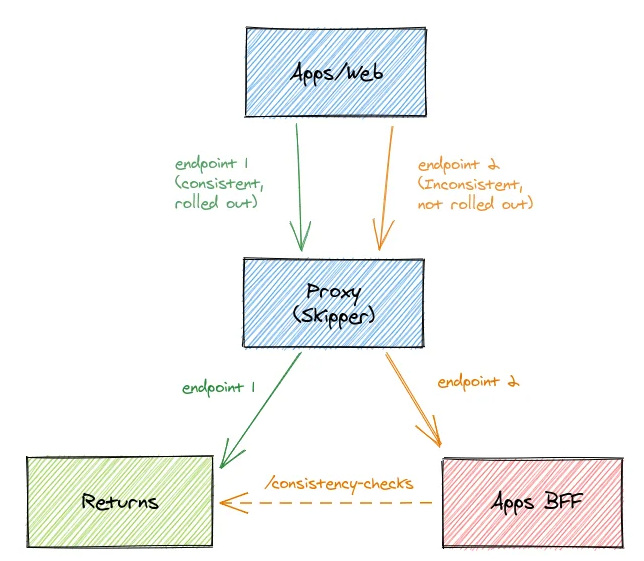 Apps/Web
endpoint 1
(consistent,
rolled out)
endpoint 2
(Inconsistent,
not rolled out)
Proxy
(Skipper)
endpoint 1
endpoint 2
/consistency-checks
Returns
Apps BFF